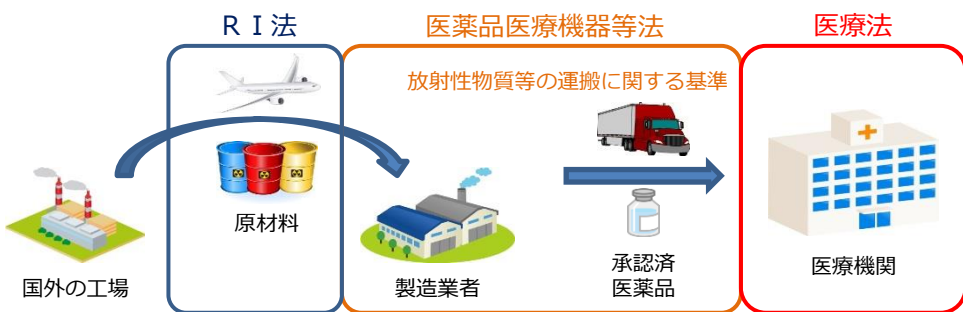 ＲＩ法
医薬品医療機器等法
医療法
放射性物質等の運搬に関する基準
原材料
国外の工場
製造業者
承認済
医薬品
医療機関